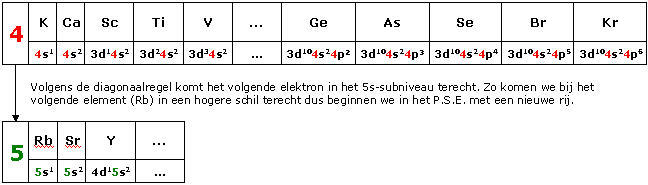 4 K Ca Sc Ti V ... Ge As Se Br Kr
4s¹ 4s² 3d¹4s² 3d²4s² 3d³4s² ... 3d¹⁰4s²4p² 3d¹⁰4s²4p³ 3d¹⁰4s²4p⁴ 3d¹⁰4s²4p⁵ 3d¹⁰4s²4p⁶
Volgens de diagonaalregel komt het volgende elektron in het 5s-subniveau terecht. Zo komen we bij het
volgende element (Rb) in een hogere schil terecht dus beginnen we in het P.S.E. met een nieuwe rij.
5 Rb Sr Y ...
5s¹ 5s² 4d¹5s² ...